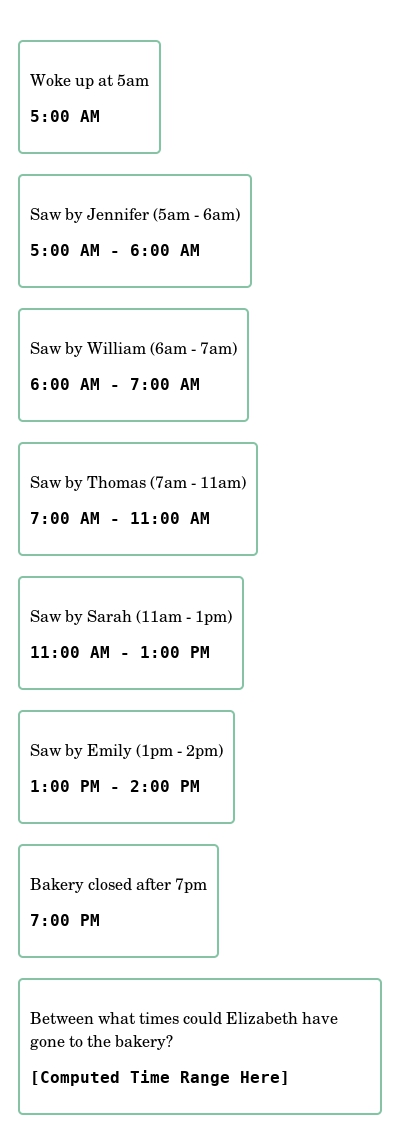 Woke up at 5am
5:00 AM
Saw by Jennifer (5am - 6am)
5:00 AM - 6:00 AM
Saw by William (6am - 7am)
6:00 AM - 7:00 AM
Saw by Thomas (7am - 11am)
7:00 AM - 11:00 AM
Saw by Sarah (11am - 1pm)
11:00 AM - 1:00 PM
Saw by Emily (1pm - 2pm)
1:00 PM - 2:00 PM
Bakery closed after 7pm
7:00 PM
Between what times could Elizabeth have
gone to the bakery?
[Computed Time Range Here]